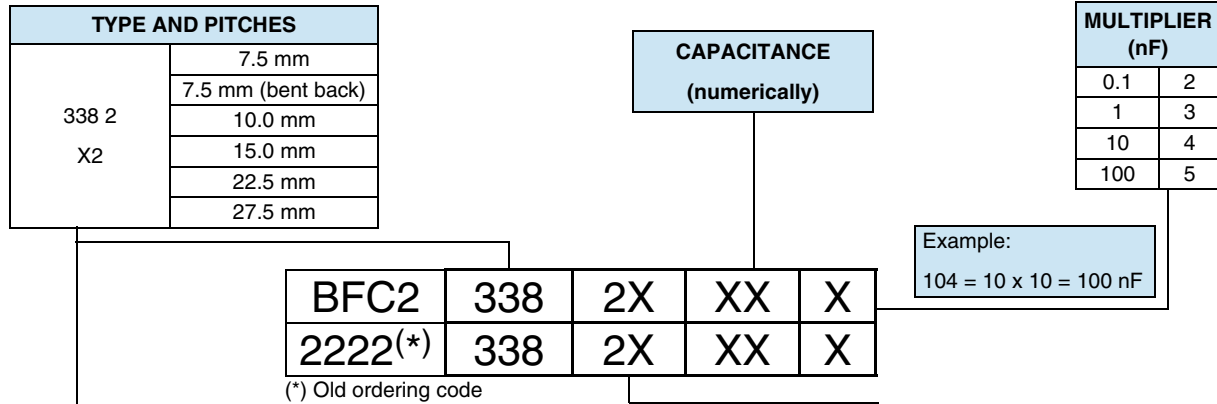 TYPE AND PITCHES
338 2
X2
7.5 mm
7.5 mm (bent back)
10.0 mm
15.0 mm
22.5 mm
27.5 mm
CAPACITANCE
(numerically)
MULTIPLIER
(nF)
0.1 2
1 3
10 4
100 5
Example:
104 = 10 x 10 = 100 nF
BFC2 338 2X XX X
2222(*) 338 2X XX X
(*) Old ordering code